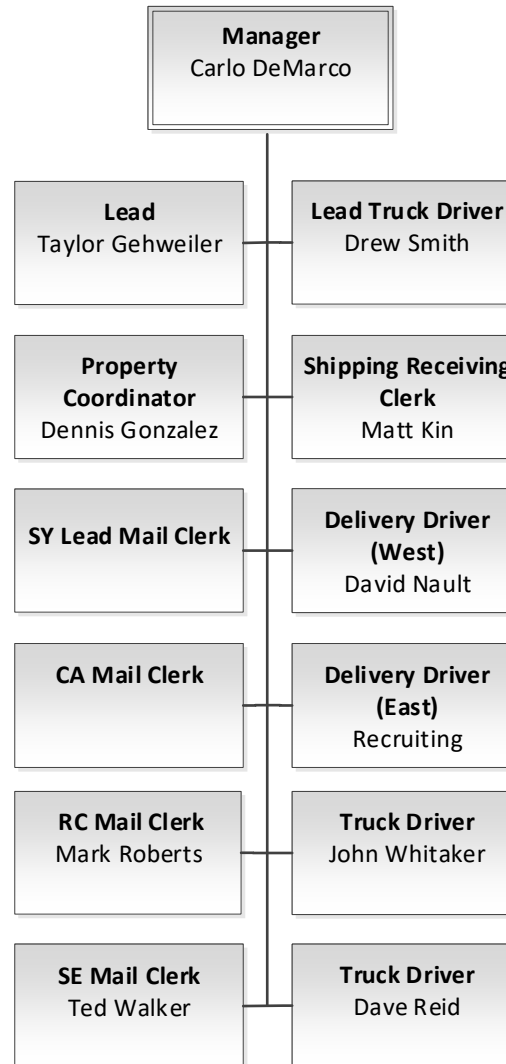 Manager
Carlo DeMarco
Lead
Taylor Gehweiler
Lead Truck Driver
Drew Smith
Property
Coordinator
Dennis Gonzalez
Shipping Receiving
Clerk
Matt Kin
SY Lead Mail Clerk
Delivery Driver
(West)
David Nault
CA Mail Clerk
Delivery Driver
(East)
Recruiting
RC Mail Clerk
Mark Roberts
Truck Driver
John Whitaker
SE Mail Clerk
Ted Walker
Truck Driver
Dave Reid